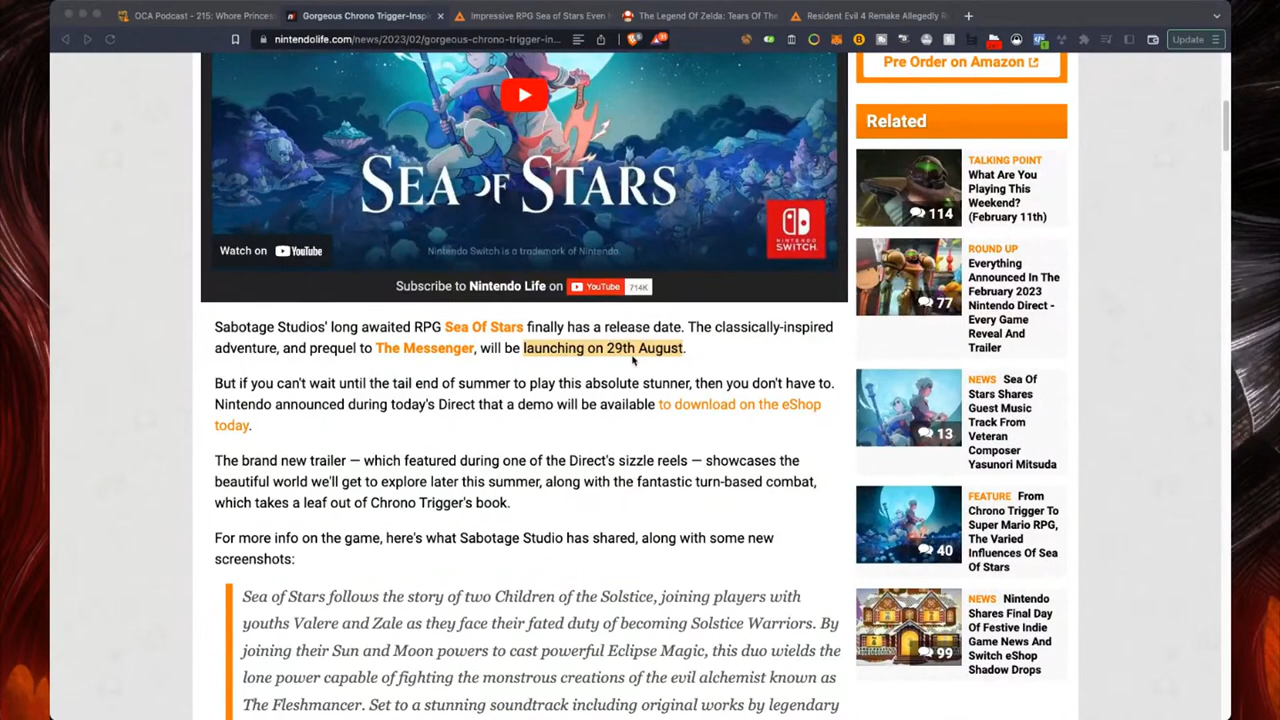 OCA Podcast - 215: Whore Princes
Gorgeous Chrono Trigger-Inspi
Impressive RPG Sea of Stars Even
The Legend Of Zelda: Tears Of The
Resident Evil 4 Remake Allegedly R
nintendolife.com/news/2023/02/gorgeous-chrono-trigger-in...
Update
SEA OF STARS
Watch on YouTube
Nintendo Switch is a trademark of Nintendo.
NINTENDO
SWITCH
Subscribe to Nintendo Life on YouTube 714K
Sabotage Studios' long awaited RPG Sea Of Stars finally has a release date. The classically-inspired
adventure, and prequel to The Messenger, will be launching on 29th August.
But if you can't wait until the tail end of summer to play this absolute stunner, then you don't have to.
Nintendo announced during today's Direct that a demo will be available to download on the eShop
today.
The brand new trailer — which featured during one of the Direct's sizzle reels — showcases the
beautiful world we'll get to explore later this summer, along with the fantastic turn-based combat,
which takes a leaf out of Chrono Trigger's book.
For more info on the game, here's what Sabotage Studio has shared, along with some new
screenshots:
Sea of Stars follows the story of two Children of the Solstice, joining players with
youths Valere and Zale as they face their fated duty of becoming Solstice Warriors. By
joining their Sun and Moon powers to cast powerful Eclipse Magic, this duo wields the
lone power capable of fighting the monstrous creations of the evil alchemist known as
The Fleshmancer. Set to a stunning soundtrack including original works by legendary
Pre Order on Amazon
Related
114
TALKING POINT
What Are You
Playing This
Weekend?
(February 11th)
77
ROUND UP
Everything
Announced In The
February 2023
Nintendo Direct -
Every Game
Reveal And
Trailer
13
NEWS Sea Of
Stars Shares
Guest Music
Track From
Veteran
Composer
Yasunori Mitsuda
40
FEATURE From
Chrono Trigger To
Super Mario RPG,
The Varied
Influences Of Sea
Of Stars
99
NEWS Nintendo
Shares Final Day
Of Festive Indie
Game News And
Switch eShop
Shadow Drops